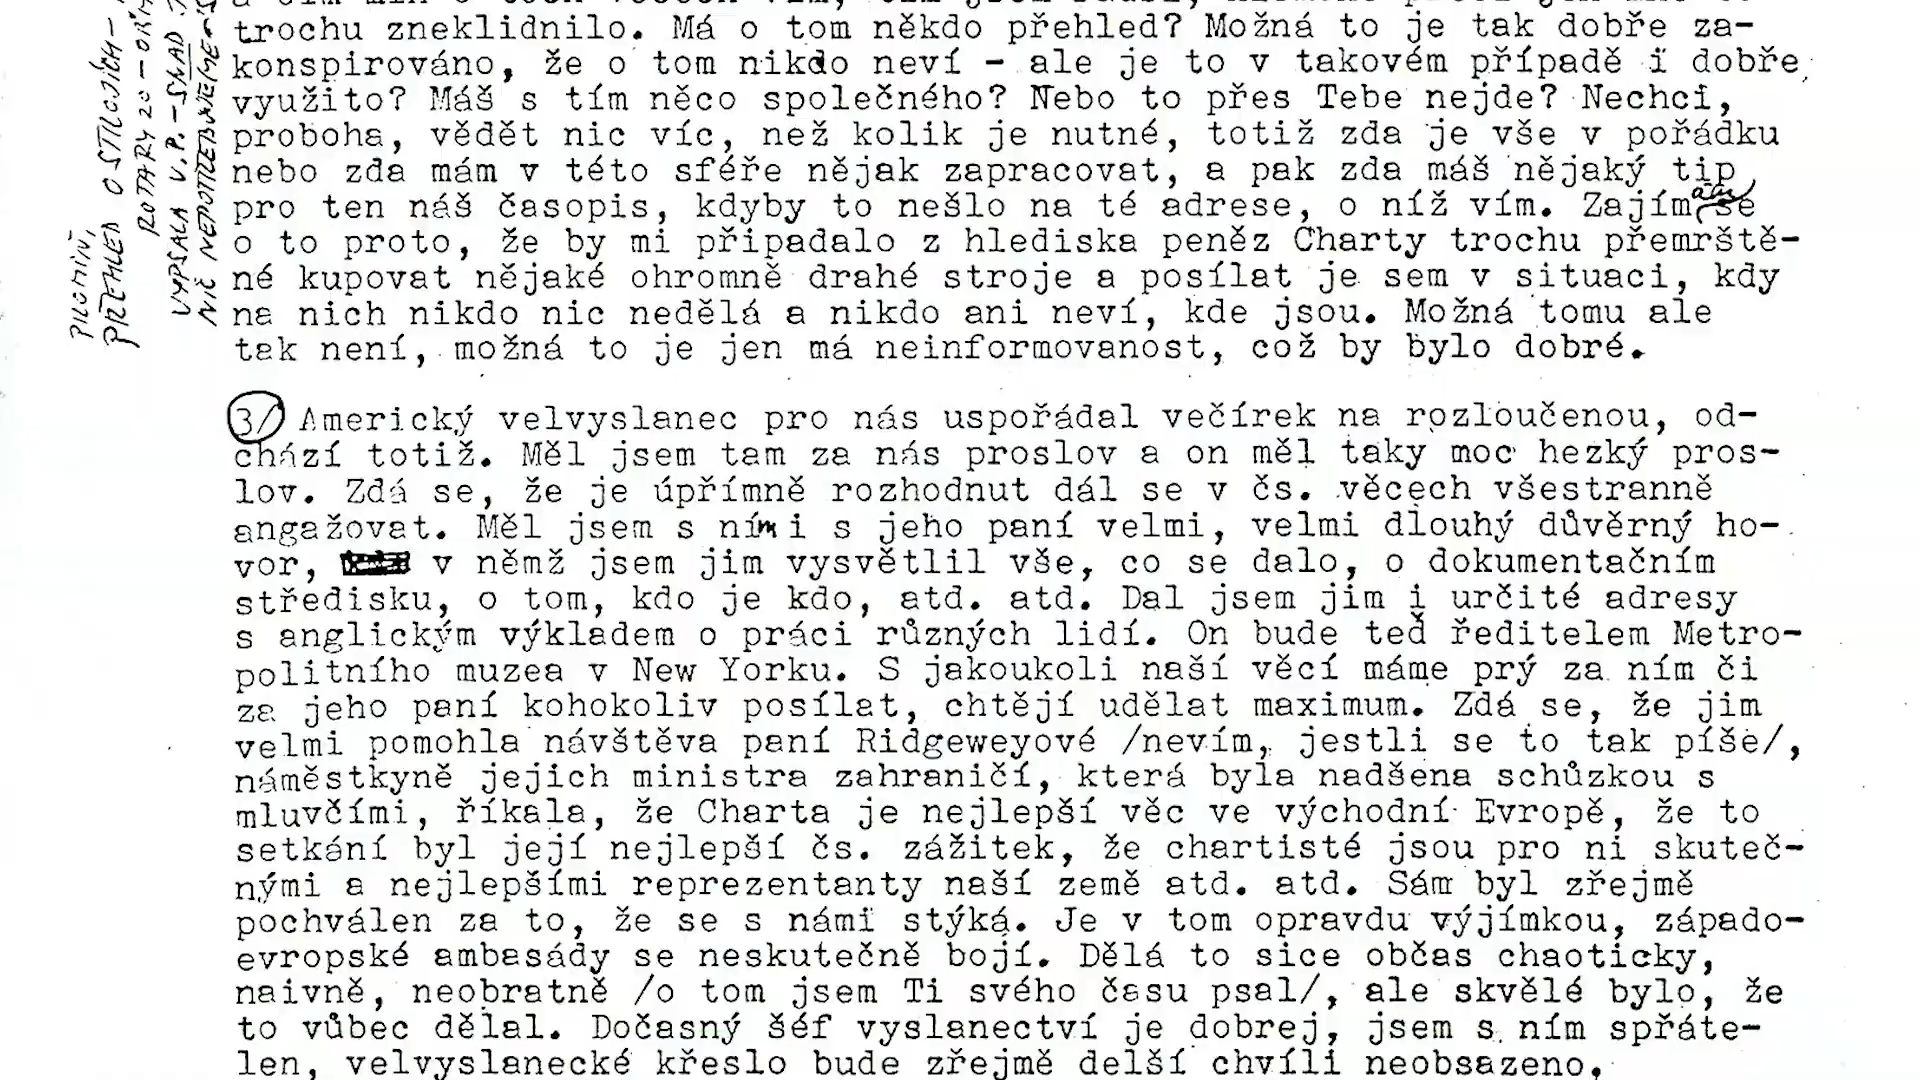 trochu zneklidnilo. Má o tom někdo přehled? Možná to je tak dobře za-
konspirováno, že o tom nikdo neví - ale je to v takovém případě i dobře
využito? Máš s tím něco společného? Nebo to přes Tebe nejde? Nechci,
proboha, vědět nic víc, než kolik je nutné, totiž zda je vše v pořádku
nebo zda mám v této sféře nějak zapracovat, a pak zda máš nějaký tip
pro ten náš časopis, kdyby to nešlo na té adrese, o níž vím. Zajím se
o to proto, že by mi připadalo z hlediska peněz Charty trochu přemrště-
né kupovat nějaké ohromně drahé stroje a posílat je sem v situaci, kdy
na nich nikdo nic nedělá a nikdo ani neví, kde jsou. Možná tomu ale
tak není, možná to je jen má neinformovanost, což by bylo dobré.
3/ Americký velvyslanec pro nás uspořádal večírek na rozloučenou, od-
chází totiž. Měl jsem tam za nás proslov a on měl taky moc hezký pros-
lov. Zdá se, že je úpřímně rozhodnut dál se v čs. věcech všestranně
angažovat. Měl jsem s ním i s jeho paní velmi, velmi dlouhý důvěrný ho-
vor, v němž jsem jim vysvětlil vše, co se dalo, o dokumentačním
středisku, o tom, kdo je kdo, atd. atd. Dal jsem jim i určité adresy
s anglickým výkladem o práci různých lidí. On bude teď ředitelem Metro-
politního muzea v New Yorku. S jakoukoli naší věcí máme prý za ním či
za jeho paní kohokoliv posílat, chtějí udělat maximum. Zdá se, že jim
velmi pomohla návštěva paní Ridgeweyové /nevím, jestli se to tak píše/,
náměstkyně jejich ministra zahraničí, která byla nadšena schůzkou s
mluvčími, říkala, že Charta je nejlepší věc ve východní Evropě, že to
setkání byl její nejlepší čs. zážitek, že chartisté jsou pro ni skuteč-
nými a nejlepšími reprezentanty naší země atd. atd. Sám byl zřejmě
pochválen za to, že se s námi stýká. Je v tom opravdu výjímkou, západo-
evropské ambasády se neskutečně bojí. Dělá to sice občas chaoticky,
naivně, neobratně /o tom jsem Ti svého času psal/, ale skvělé bylo, že
to vůbec dělal. Dočasný šéf vyslanectví je dobrej, jsem s ním spřáte-
len, velvyslanecké křeslo bude zřejmě delší chvíli neobsazeno,
PŘEHLED O STROJÍCH -
ROTARY 20 -
VYPSALA V.P. - SNAD
NIC NEPOTŘEBUJEME